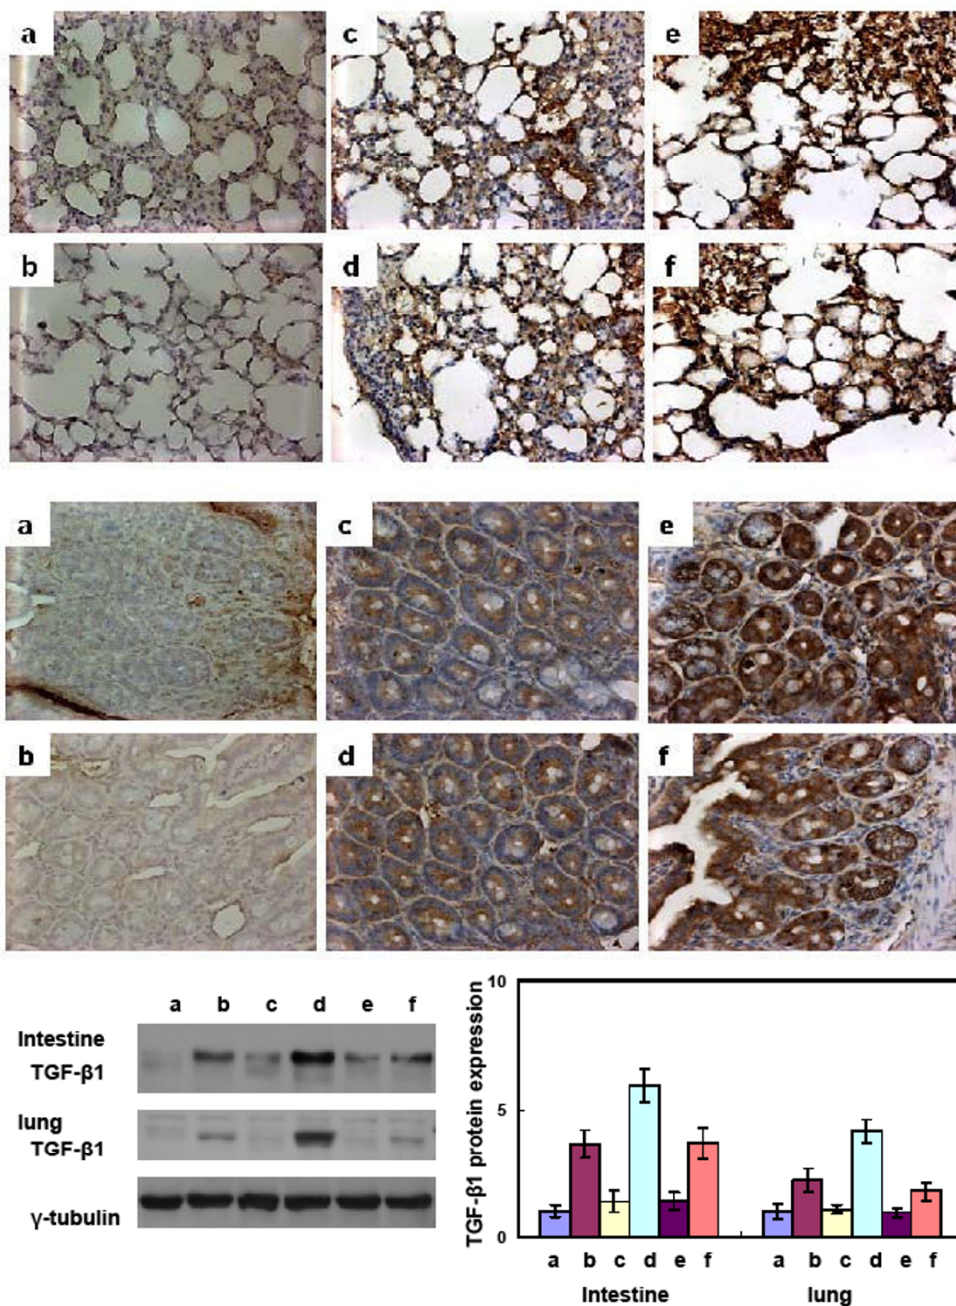 a c e
b d f
a c e
b d f
a b c d e f
Intestine
TGF-β1
lung
TGF-β1
γ-tubulin
TGF-β1 protein expression
10
5
0
a b c d e f a b c d e f
Intestine lung